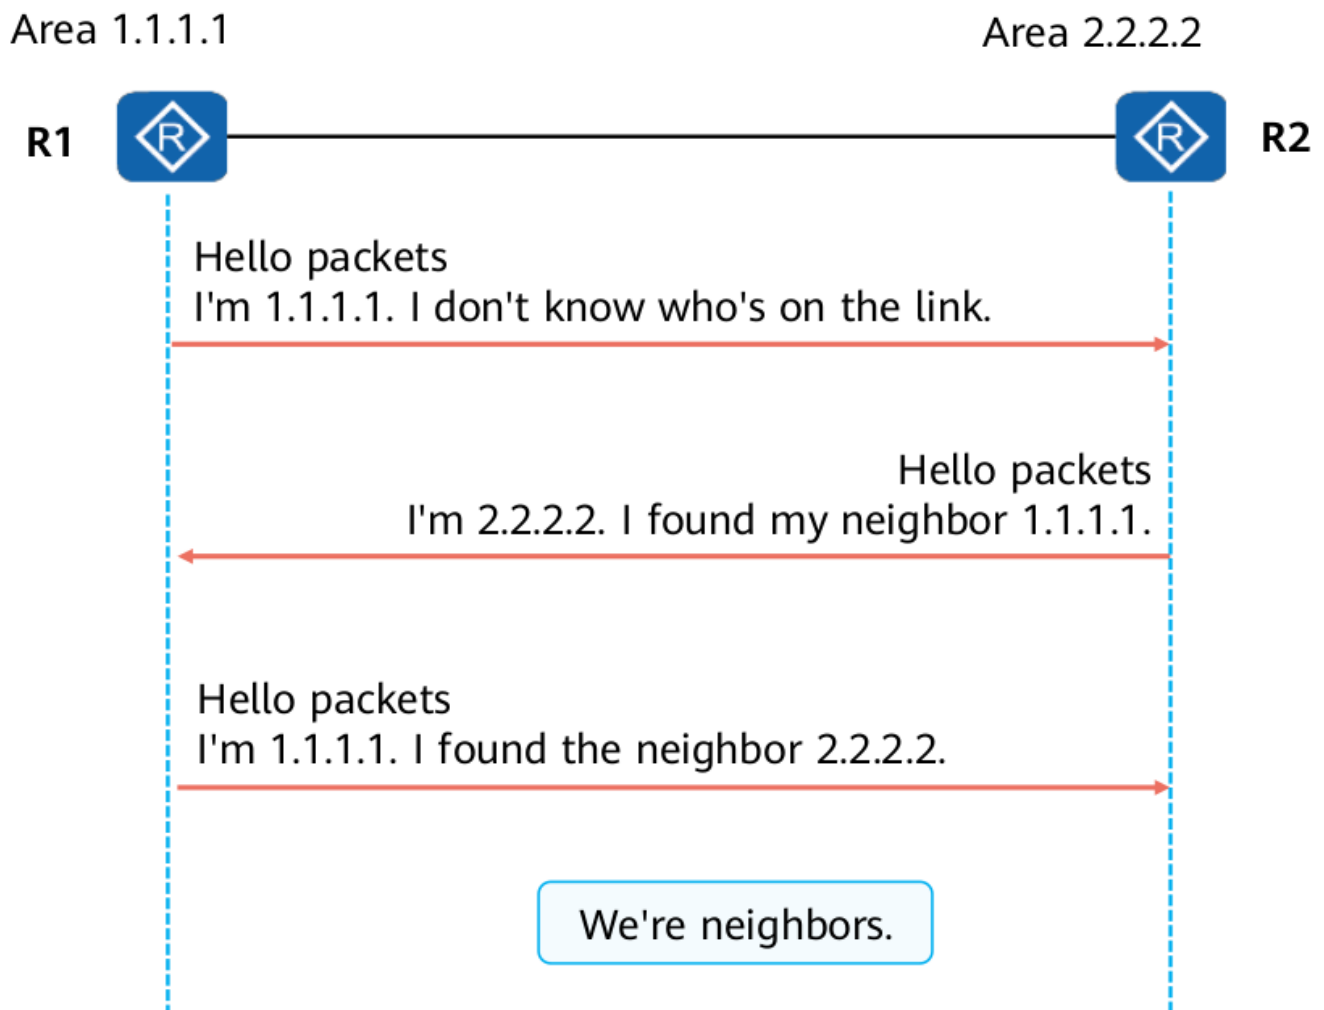 Area 1.1.1.1
Area 2.2.2.2
R1
R
R
R2
Hello packets
I'm 1.1.1.1. I don't know who's on the link.
Hello packets
I'm 2.2.2.2. I found my neighbor 1.1.1.1.
Hello packets
I'm 1.1.1.1. I found the neighbor 2.2.2.2.
We're neighbors.